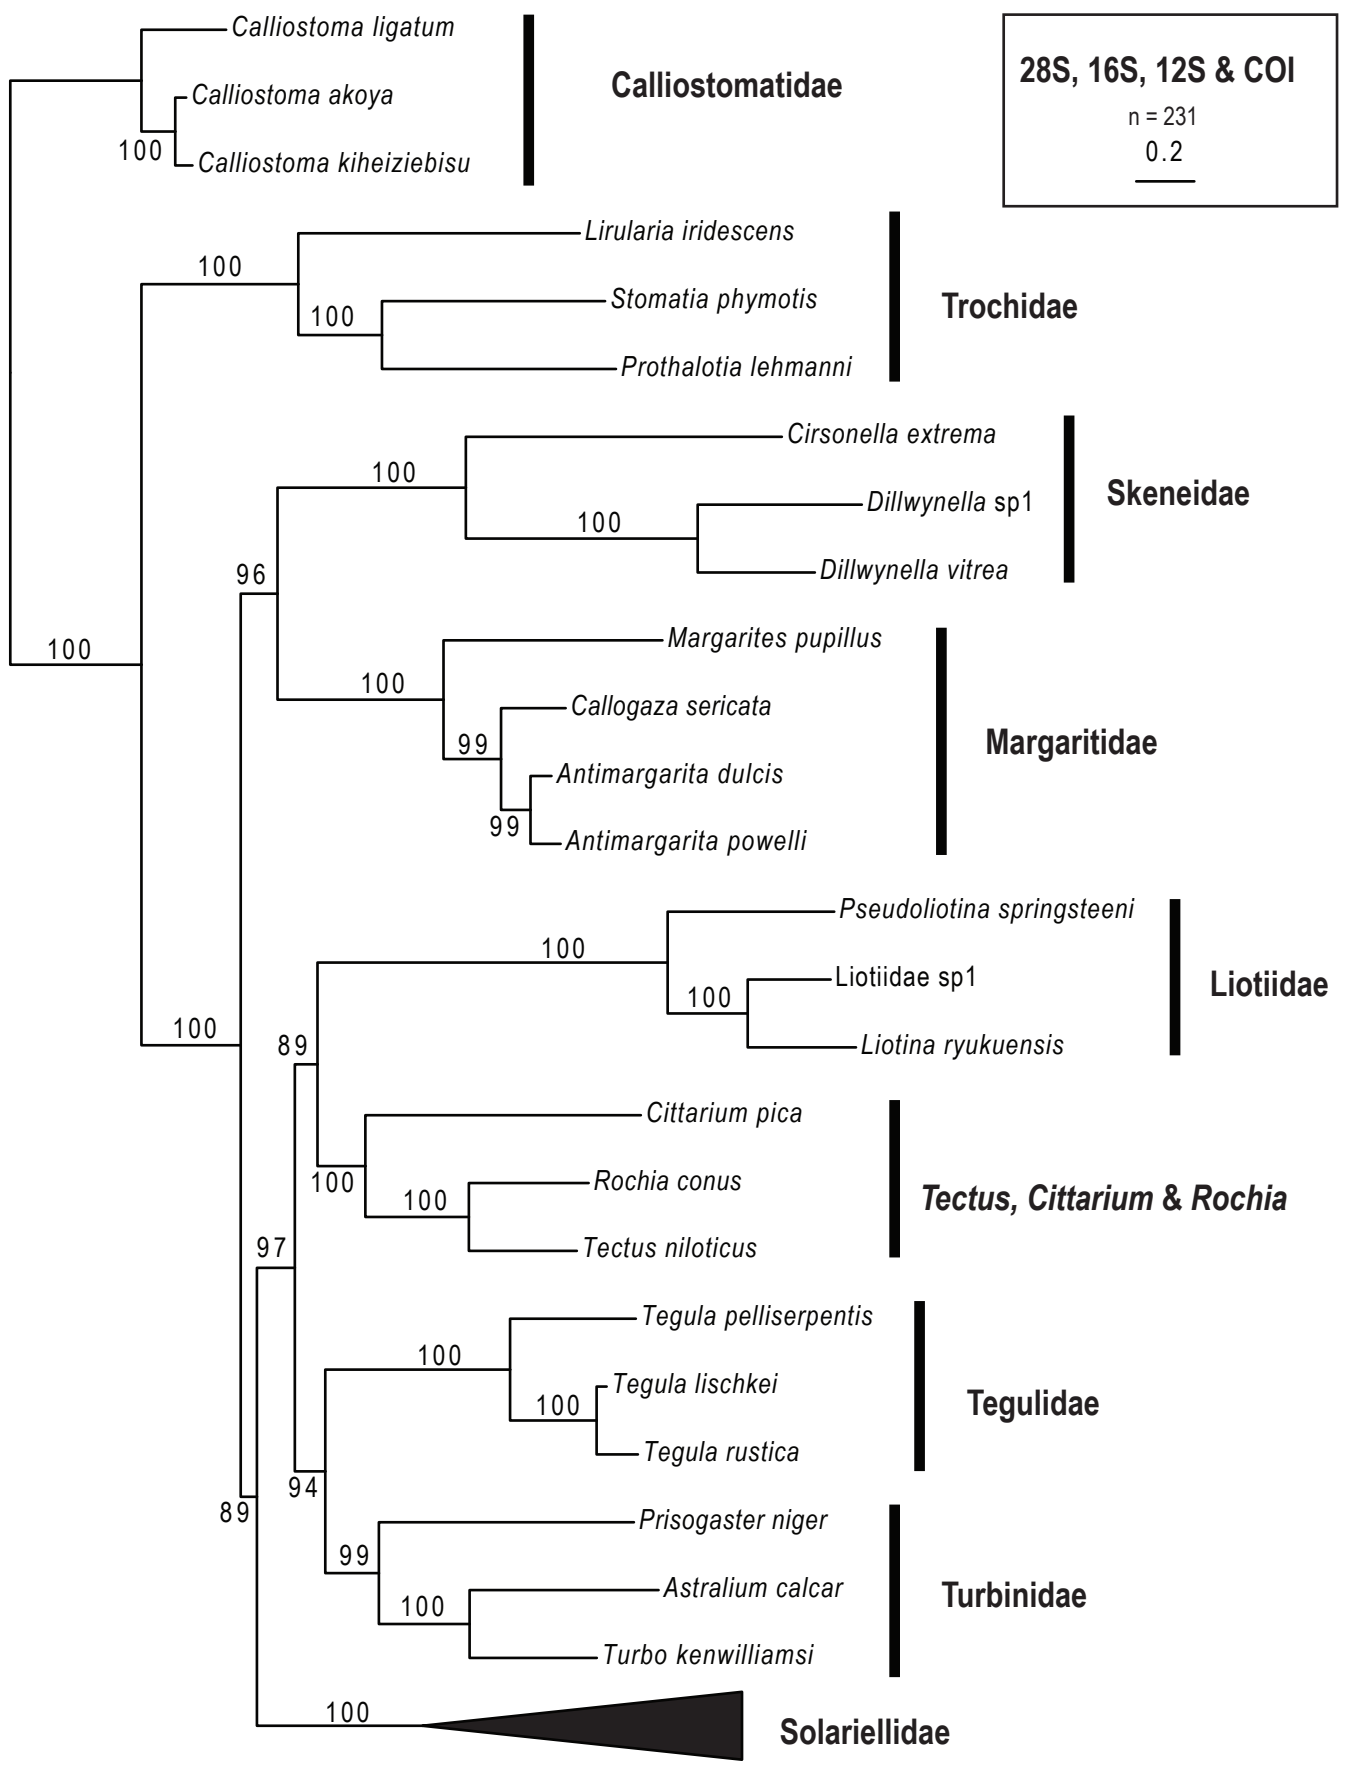 Calliostoma ligatum
Calliostoma akoya
100
Calliostoma kiheiziebisu
Calliostomatidae
28S, 16S, 12S & COI
n = 231
0.2
Lirularia iridescens
100
Stomatia phymotis
100
Prothalotia lehmanni
Trochidae
Cirsonella extrema
100
Dillwynella sp1
100
Dillwynella vitrea
Skeneidae
96
100
Margarites pupillus
100
Callogaza sericata
99
Antimargarita dulcis
99
Antimargarita powelli
Margaritidae
Pseudoliotina springsteeni
100
Liotiidae sp1
100
Liotina ryukuensis
Liotiidae
100
89
Cittarium pica
100
Rochia conus
100
Tectus niloticus
Tectus, Cittarium & Rochia
97
Tegula pelliserpentis
100
Tegula lischkei
100
Tegula rustica
Tegulidae
94
89
Prisogaster niger
99
Astralium calcar
100
Turbo kenwilliamsi
Turbinidae
100
Solariellidae